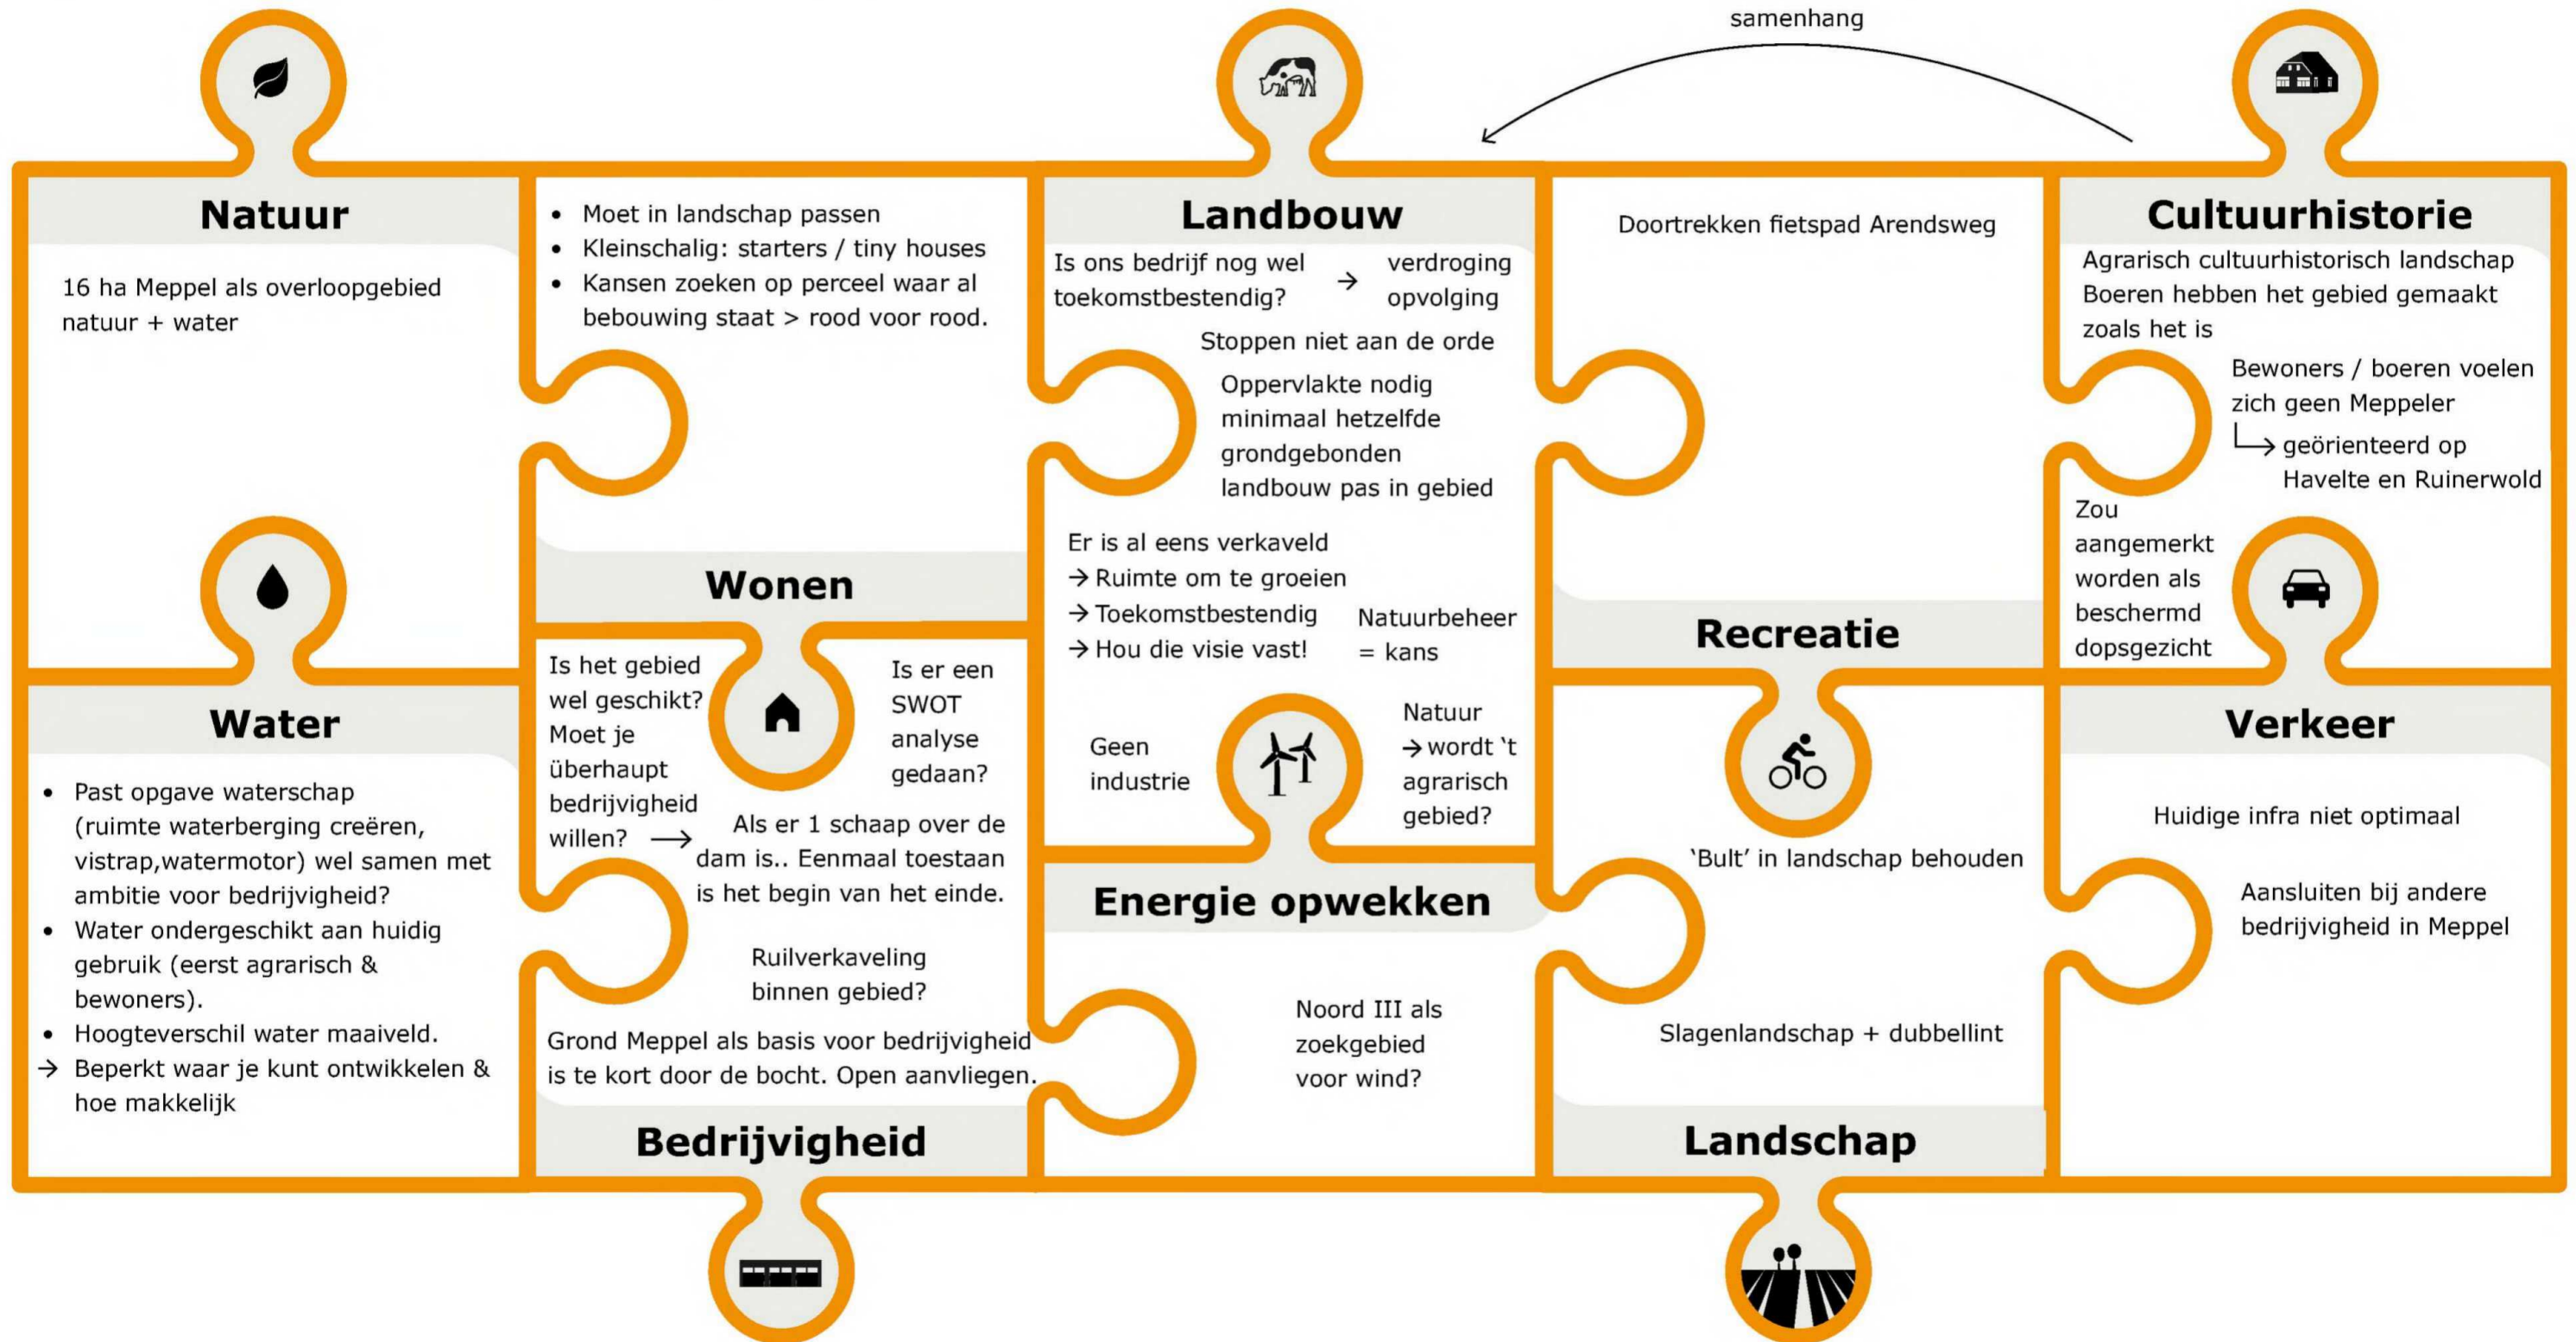 samenhang
Natuur
16 ha Meppel als overloopgebied
natuur + water
• Moet in landschap passen
• Kleinschalig: starters / tiny houses
• Kansen zoeken op perceel waar al
bebouwing staat > rood voor rood.
Wonen
Landbouw
Is ons bedrijf nog wel → verdroging
toekomstbestendig? opvolging
Stoppen niet aan de orde
Oppervlakte nodig
minimaal hetzelfde
grondgebonden
landbouw pas in gebied
Er is al eens verkaveld
→ Ruimte om te groeien
→ Toekomstbestendig
→ Hou die visie vast!
Natuurbeheer
= kans
Geen
industrie
Natuur
→ wordt ‘t
agrarisch
gebied?
Doortrekken fietspad Arendsweg
Recreatie
Cultuurhistorie
Agrarisch cultuurhistorisch landschap
Boeren hebben het gebied gemaakt
zoals het is
Bewoners / boeren voelen
zich geen Meppeler
→ geörienteerd op
Havelte en Ruinerwold
Zou
aangemerkt
worden als
beschermd
dopsgezicht
Water
• Past opgave waterschap
(ruimte waterberging creëren,
vistrap,watermotor) wel samen met
ambitie voor bedrijvigheid?
• Water ondergeschikt aan huidig
gebruik (eerst agrarisch &
bewoners).
• Hoogteverschil water maaiveld.
→ Beperkt waar je kunt ontwikkelen &
hoe makkelijk
Is het gebied
wel geschikt?
Moet je
überhaupt
bedrijvigheid
willen? →
Is er een
SWOT
analyse
gedaan?
Als er 1 schaap over de
dam is.. Eenmaal toestaan
is het begin van het einde.
Ruilverkaveling
binnen gebied?
Grond Meppel als basis voor bedrijvigheid
is te kort door de bocht. Open aanvliegen.
Bedrijvigheid
Energie opwekken
Noord III als
zoekgebied
voor wind?
‘Bult’ in landschap behouden
Slagenlandschap + dubbellint
Landschap
Verkeer
Huidige infra niet optimaal
Aansluiten bij andere
bedrijvigheid in Meppel